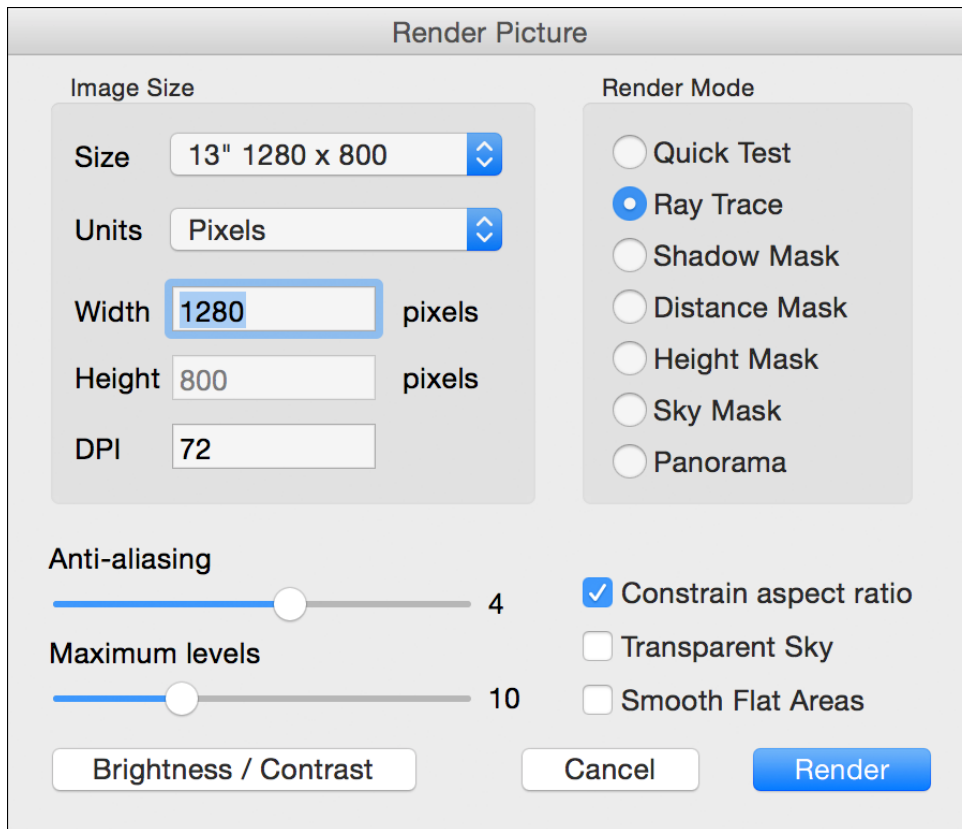 Render Picture
Image Size
Size
13" 1280 x 800
Units
Pixels
Width
1280
pixels
Height
800
pixels
DPI
72
Render Mode
Quick Test
Ray Trace
Shadow Mask
Distance Mask
Height Mask
Sky Mask
Panorama
Anti-aliasing
4
Maximum levels
10
Constrain aspect ratio
Transparent Sky
Smooth Flat Areas
Brightness / Contrast
Cancel
Render